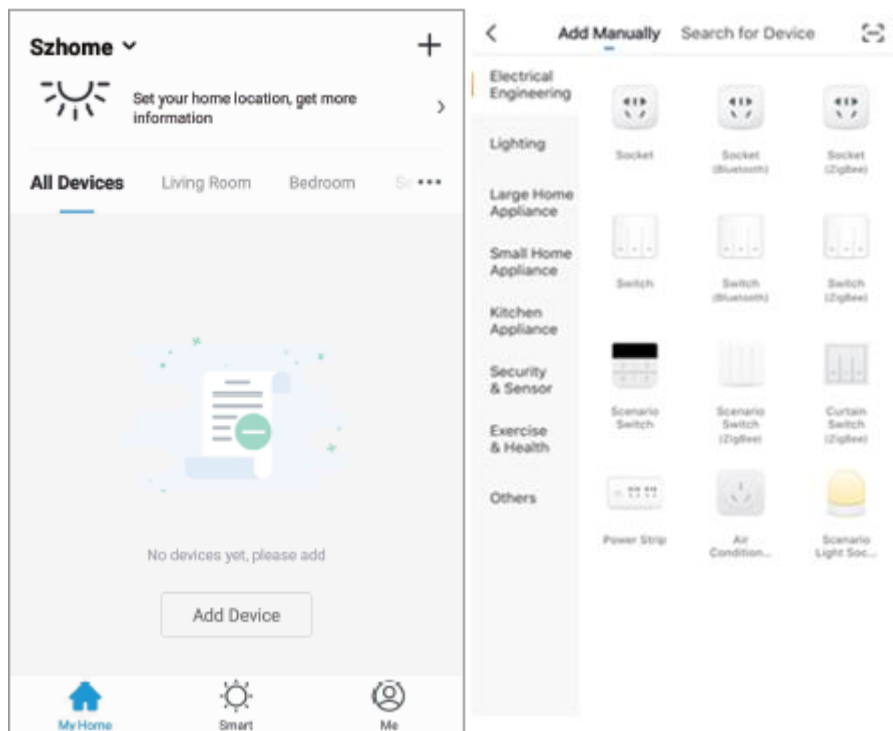 Szhome
Set your home location, get more
information
All Devices Living Room Bedroom
No devices yet, please add
Add Device
My Home Smart Me
Add Manually Search for Device
Electrical
Engineering
Lighting
Large Home
Appliance
Small Home
Appliance
Kitchen
Appliance
Security
& Sensor
Exercise
& Health
Others
Socket Socket Socket
(Bluetooth) (ZigBee)
Switch Switch Switch
(Bluetooth) (ZigBee)
Scenario Scenario Curtain
Switch Switch Switch
(ZigBee) (ZigBee)
Power Strip Air Scenario
Condition... Light Soc...